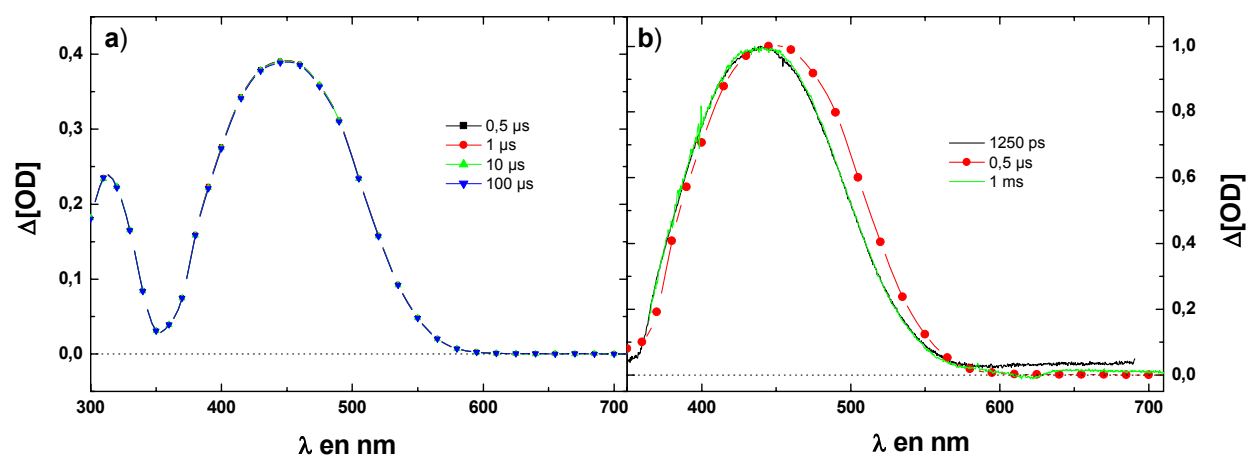 a)
Δ[OD]
0,4
0,3
0,2
0,1
0,0
300 400 500 600 700
λ en nm
0,5 µs
1 µs
10 µs
100 µs
b)
1250 ps
0,5 µs
1 ms
400 500 600 700
λ en nm
1,0
0,8
0,6
0,4
0,2
0,0
Δ[OD]